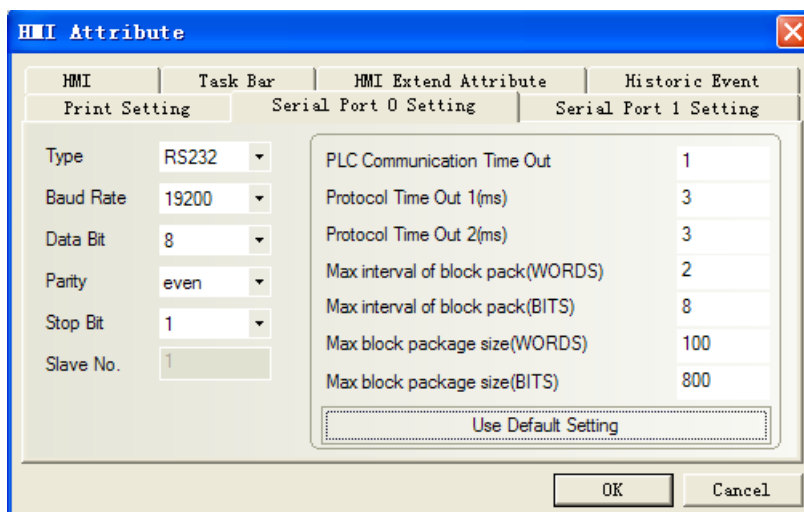 HMI Attribute
HMI
Task Bar
HMI Extend Attribute
Historic Event
Print Setting
Serial Port 0 Setting
Serial Port 1 Setting
Type
RS232
Baud Rate
19200
Data Bit
8
Parity
even
Stop Bit
1
Slave No.
1
PLC Communication Time Out
1
Protocol Time Out 1(ms)
3
Protocol Time Out 2(ms)
3
Max interval of block pack(WORDS)
2
Max interval of block pack(BITS)
8
Max block package size(WORDS)
100
Max block package size(BITS)
800
Use Default Setting
OK
Cancel